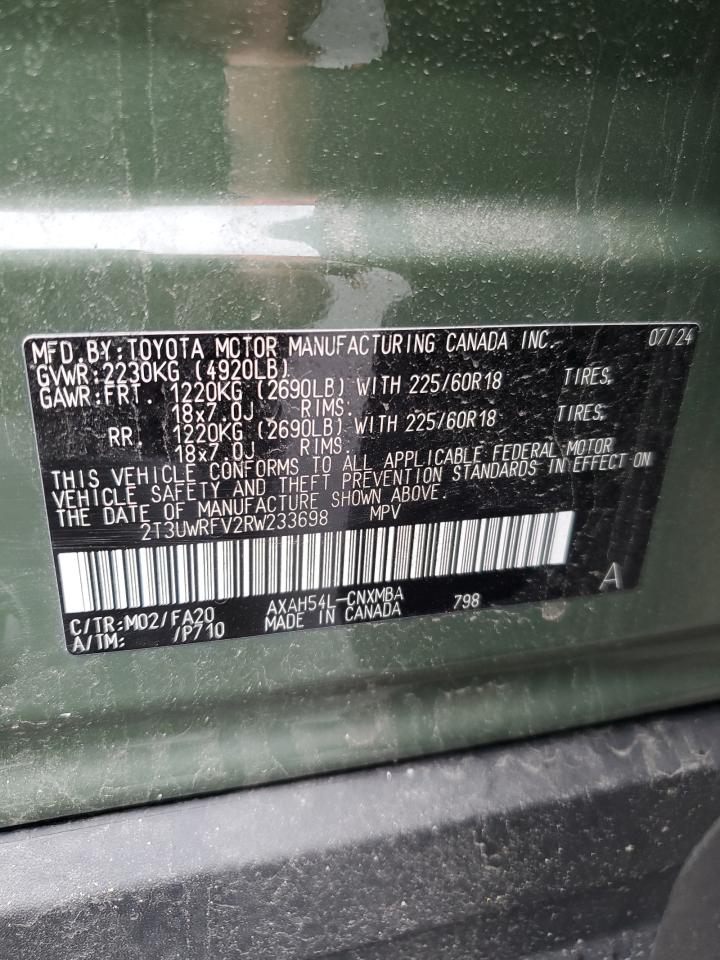 MFD.BY:TOYOTA MOTOR MANUFACTURING CANADA INC. 07/24
GVWR:2230KG (4920LB)
GAWR:FRT. 1220KG (2690LB) WITH 225/60R18 TIRES,
18x7.0J RIMS:
RR. 1220KG (2690LB) WITH 225/60R18 TIRES,
18x7.0J RIMS:
THIS VEHICLE CONFORMS TO ALL APPLICABLE FEDERAL MOTOR
VEHICLE SAFETY AND THEFT PREVENTION STANDARDS IN EFFECT ON
THE DATE OF MANUFACTURE SHOWN ABOVE.
2T3UWRFV2RW233698 MPV
A
C/TR:M02/FA20 AXAH54L-CNXMBA 798
A/TM: /P710 MADE IN CANADA